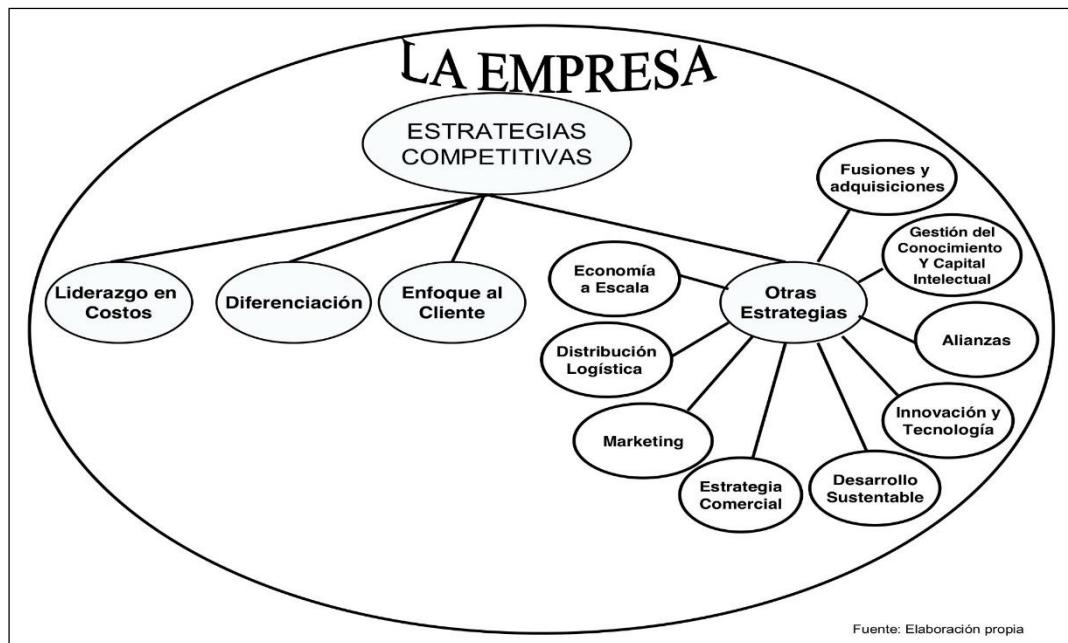 LA EMPRESA
ESTRATEGIAS
COMPETITIVAS
Liderazgo en
Costos
Diferenciación
Enfoque al
Cliente
Otras
Estrategias
Fusiones y
adquisiciones
Gestión del
Conocimiento
Y Capital
Intelectual
Alianzas
Innovación y
Tecnología
Desarrollo
Sustentable
Estrategia
Comercial
Marketing
Distribución
Logística
Economía
a Escala
Fuente: Elaboración propia